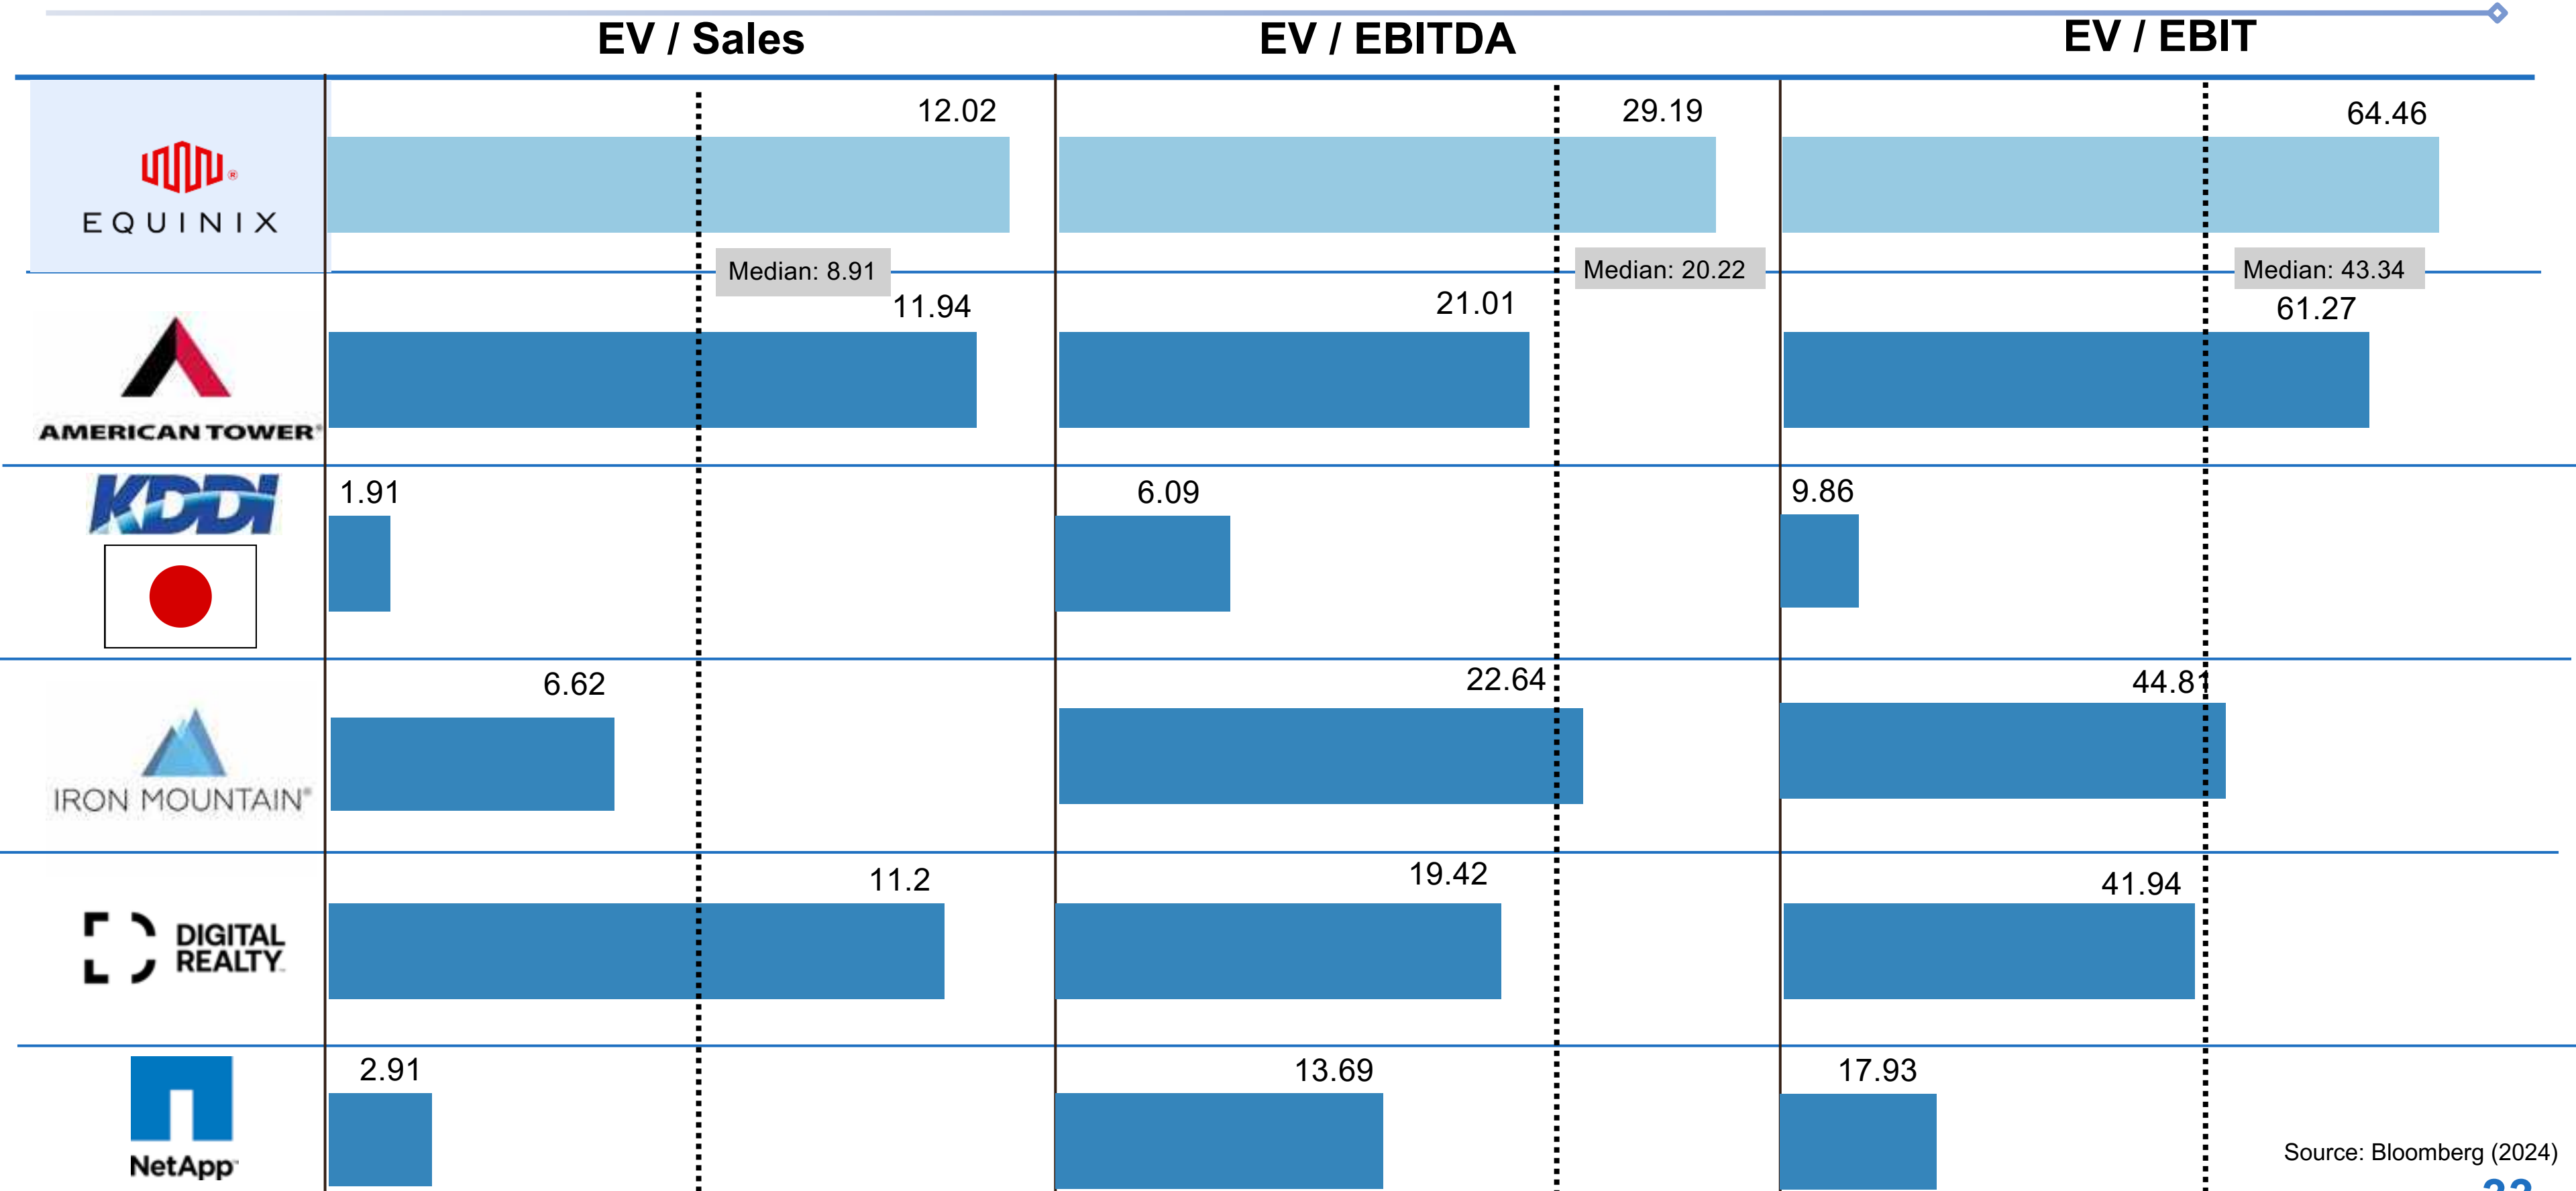 EV / Sales
EV / EBITDA
EV / EBIT
EQUINIX
®
12.02
29.19
64.46
Median: 8.91
Median: 20.22
Median: 43.34
AMERICAN TOWER®
11.94
21.01
61.27
KDDI
1.91
6.09
9.86
IRON MOUNTAIN®
6.62
22.64
44.81
DIGITAL
REALTY™
11.2
19.42
41.94
NetApp™
2.91
13.69
17.93
Source: Bloomberg (2024)